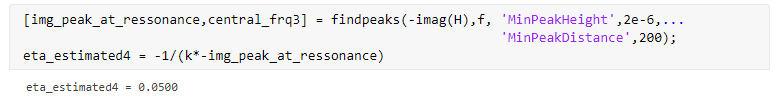 [img_peak_at_ressonance,central_frq3] = findpeaks(-imag(H),f, 'MinPeakHeight',2e-6,...
'MinPeakDistance',200);
eta_estimated4 = -1/(k*-img_peak_at_ressonance)
eta_estimated4 = 0.0500